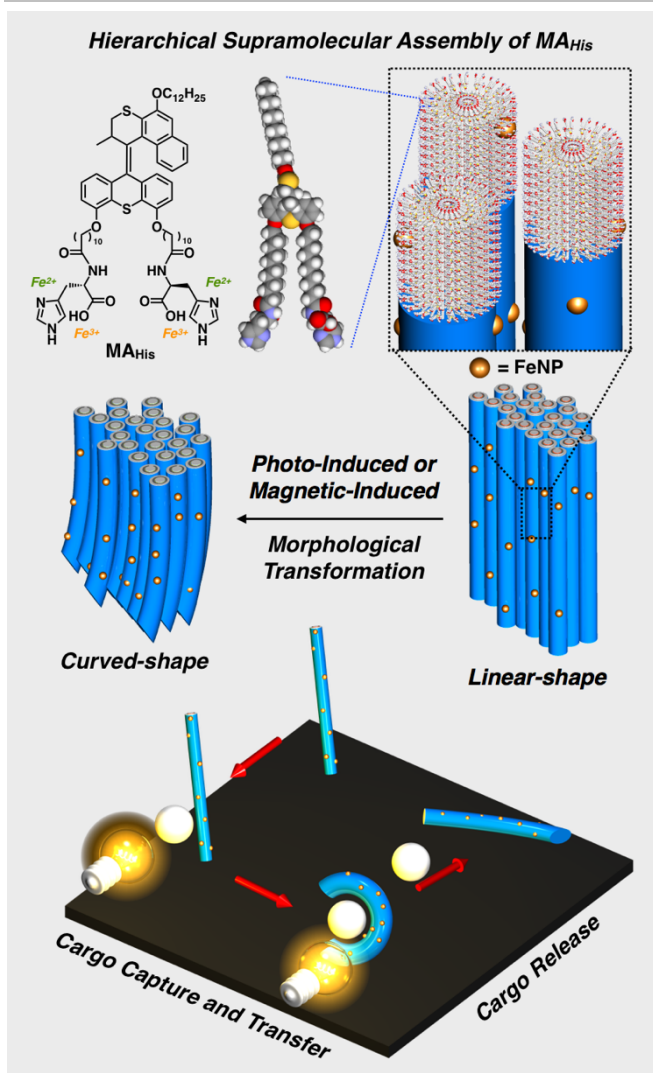 Hierarchical Supramolecular Assembly of MAHis
OC12H25
S
S
O
O
10
10
O
O
NH
HN
Fe2+
Fe2+
N
N
H
O
HO
O
OH
N
N
H
Fe3+
Fe3+
MAHis
= FeNP
Photo-Induced or
Magnetic-Induced
Morphological
Transformation
Curved-shape
Linear-shape
Cargo Capture and Transfer
Cargo Release